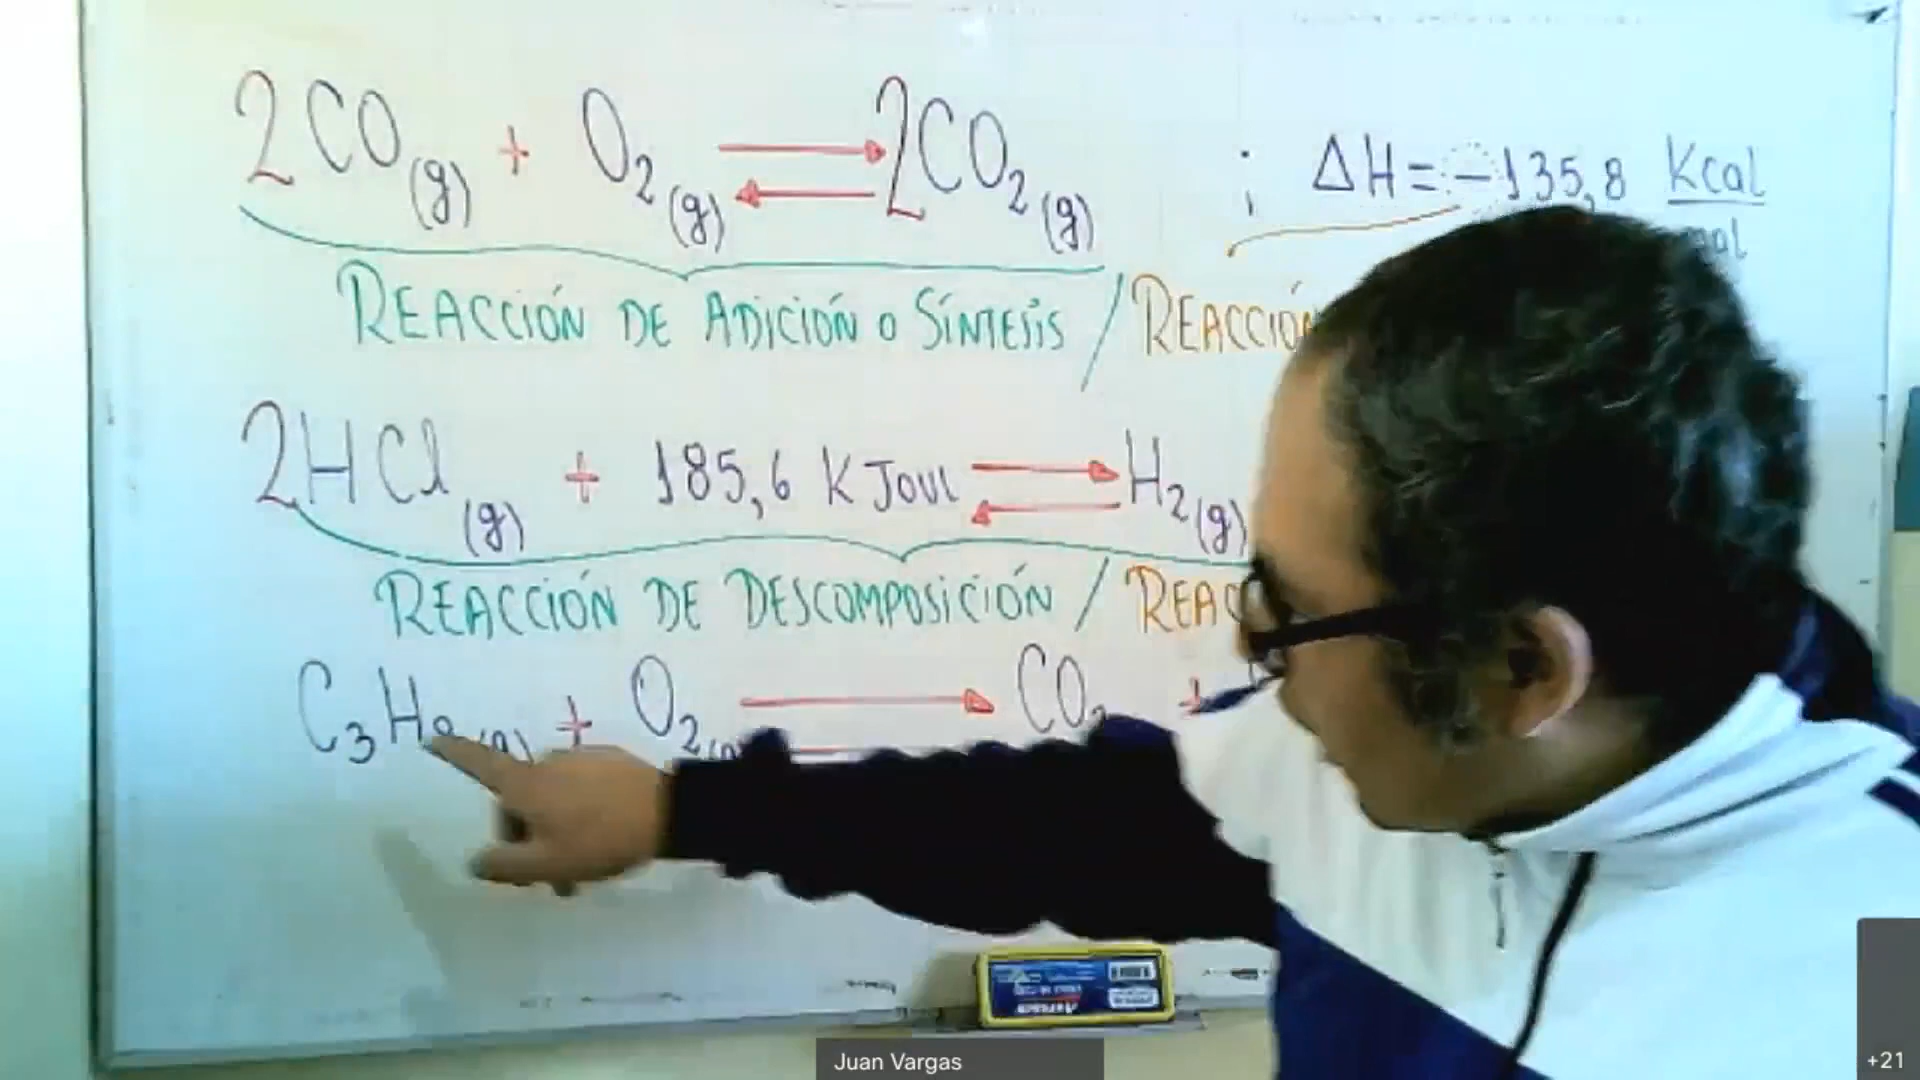 2CO(g) + O2(g) ⇄ 2CO2(g) ; ΔH = -135,8 Kcal
REACCIÓN DE ADICIÓN O SÍNTESIS / REACCIÓN
2HCl(g) + 185,6 KJOUL ⇄ H2(g)
REACCIÓN DE DESCOMPOSICIÓN / REAC
C3H8(g) + O2(g) ⇄ CO2 +
Juan Vargas
+21